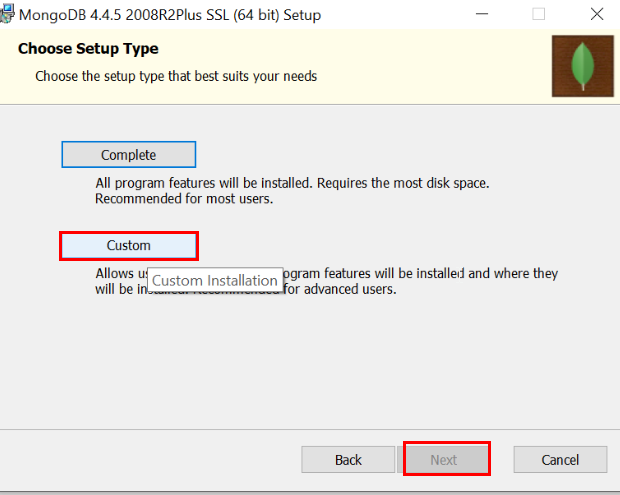 MongoDB 4.4.5 2008R2Plus SSL (64 bit) Setup
Choose Setup Type
Choose the setup type that best suits your needs
Complete
All program features will be installed. Requires the most disk space.
Recommended for most users.
Custom
Allows us rogram features will be installed and where they
Custom Installation
will be for advanced users.
Back Next Cancel